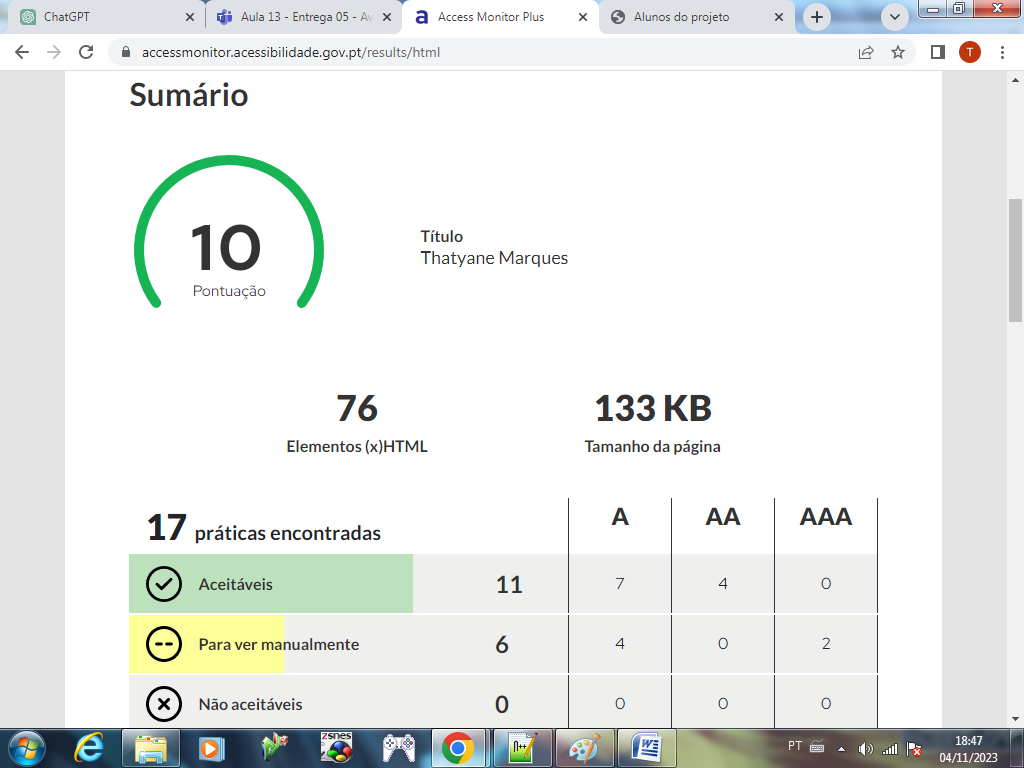 ChatGPT
Aula 13 - Entrega 05 - Av
Access Monitor Plus
Alunos do projeto
accessmonitor.acessibilidade.gov.pt/results/html
T
Sumário
10
Pontuação
Título
Thatyane Marques
76
Elementos (x)HTML
133 KB
Tamanho da página
17 práticas encontradas A AA AAA
Aceitáveis 11 7 4 0
Para ver manualmente 6 4 0 2
Não aceitáveis 0 0 0 0
zsnes
n++
PT
18:47
04/11/2023